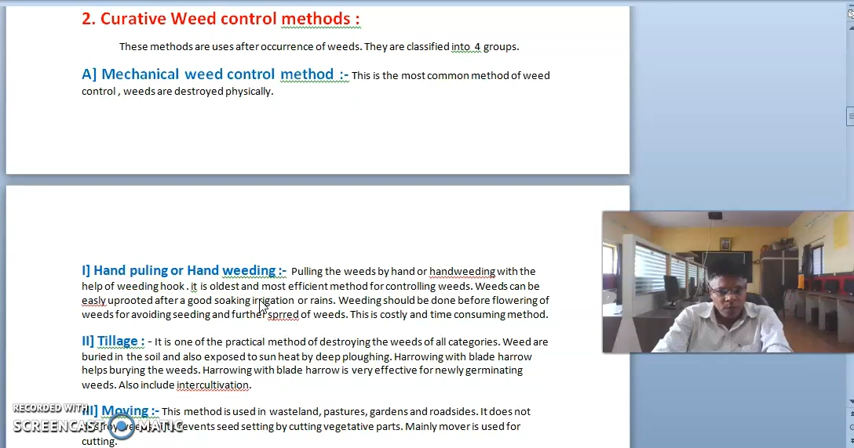 2. Curative Weed control methods :
These methods are uses after occurrence of weeds. They are classified into 4 groups.
A] Mechanical weed control method :- This is the most common method of weed
control , weeds are destroyed physically.
I] Hand puling or Hand weeding :- Pulling the weeds by hand or handweeding with the
help of weeding hook . it is oldest and most efficient method for controlling weeds. Weeds can be
easly uprooted after a good soaking irrigation or rains. Weeding should be done before flowering of
weeds for avoiding seeding and further sprred of weeds. This is costly and time consuming method.
II] Tillage : - It is one of the practical method of destroying the weeds of all categories. Weed are
buried in the soil and also exposed to sun heat by deep ploughing. Harrowing with blade harrow
helps burying the weeds. Harrowing with blade harrow is very effective for newly germinating
weeds. Also include intercultivation.
III] Moving :- This method is used in wasteland, pastures, gardens and roadsides. It does not
seed setting by cutting vegetative parts. Mainly mover is used for
cutting.
RECORDED WITH
SCREENCAST MATIC